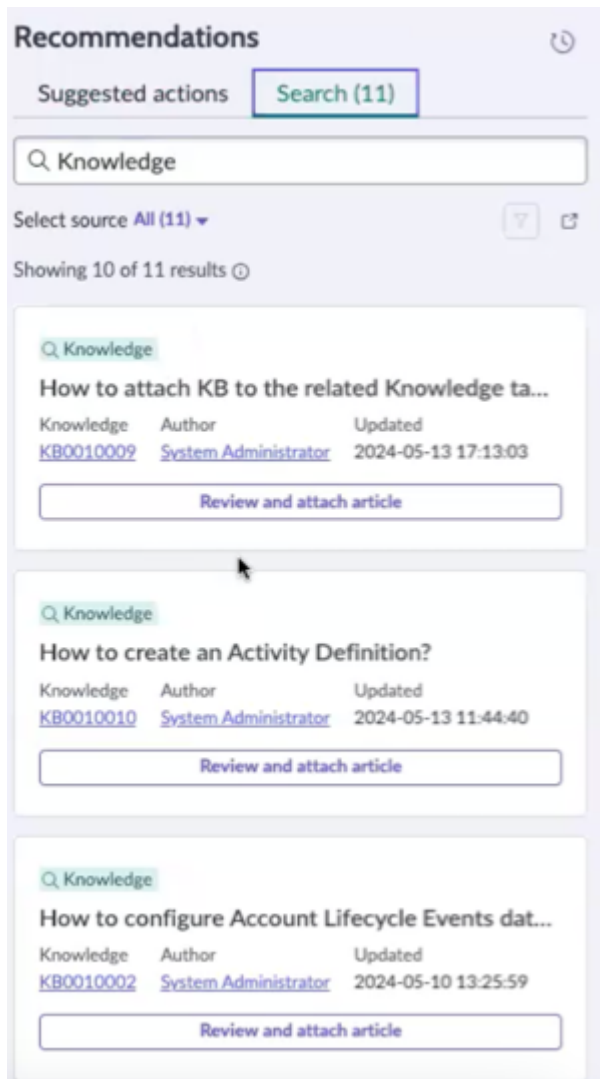 Recommendations
Suggested actions Search (11)
Knowledge
Select source All (11)
Showing 10 of 11 results
Knowledge
How to attach KB to the related Knowledge ta...
Knowledge Author Updated
KB0010009 System Administrator 2024-05-13 17:13:03
Review and attach article
Knowledge
How to create an Activity Definition?
Knowledge Author Updated
KB0010010 System Administrator 2024-05-13 11:44:40
Review and attach article
Knowledge
How to configure Account Lifecycle Events dat...
Knowledge Author Updated
KB0010002 System Administrator 2024-05-10 13:25:59
Review and attach article